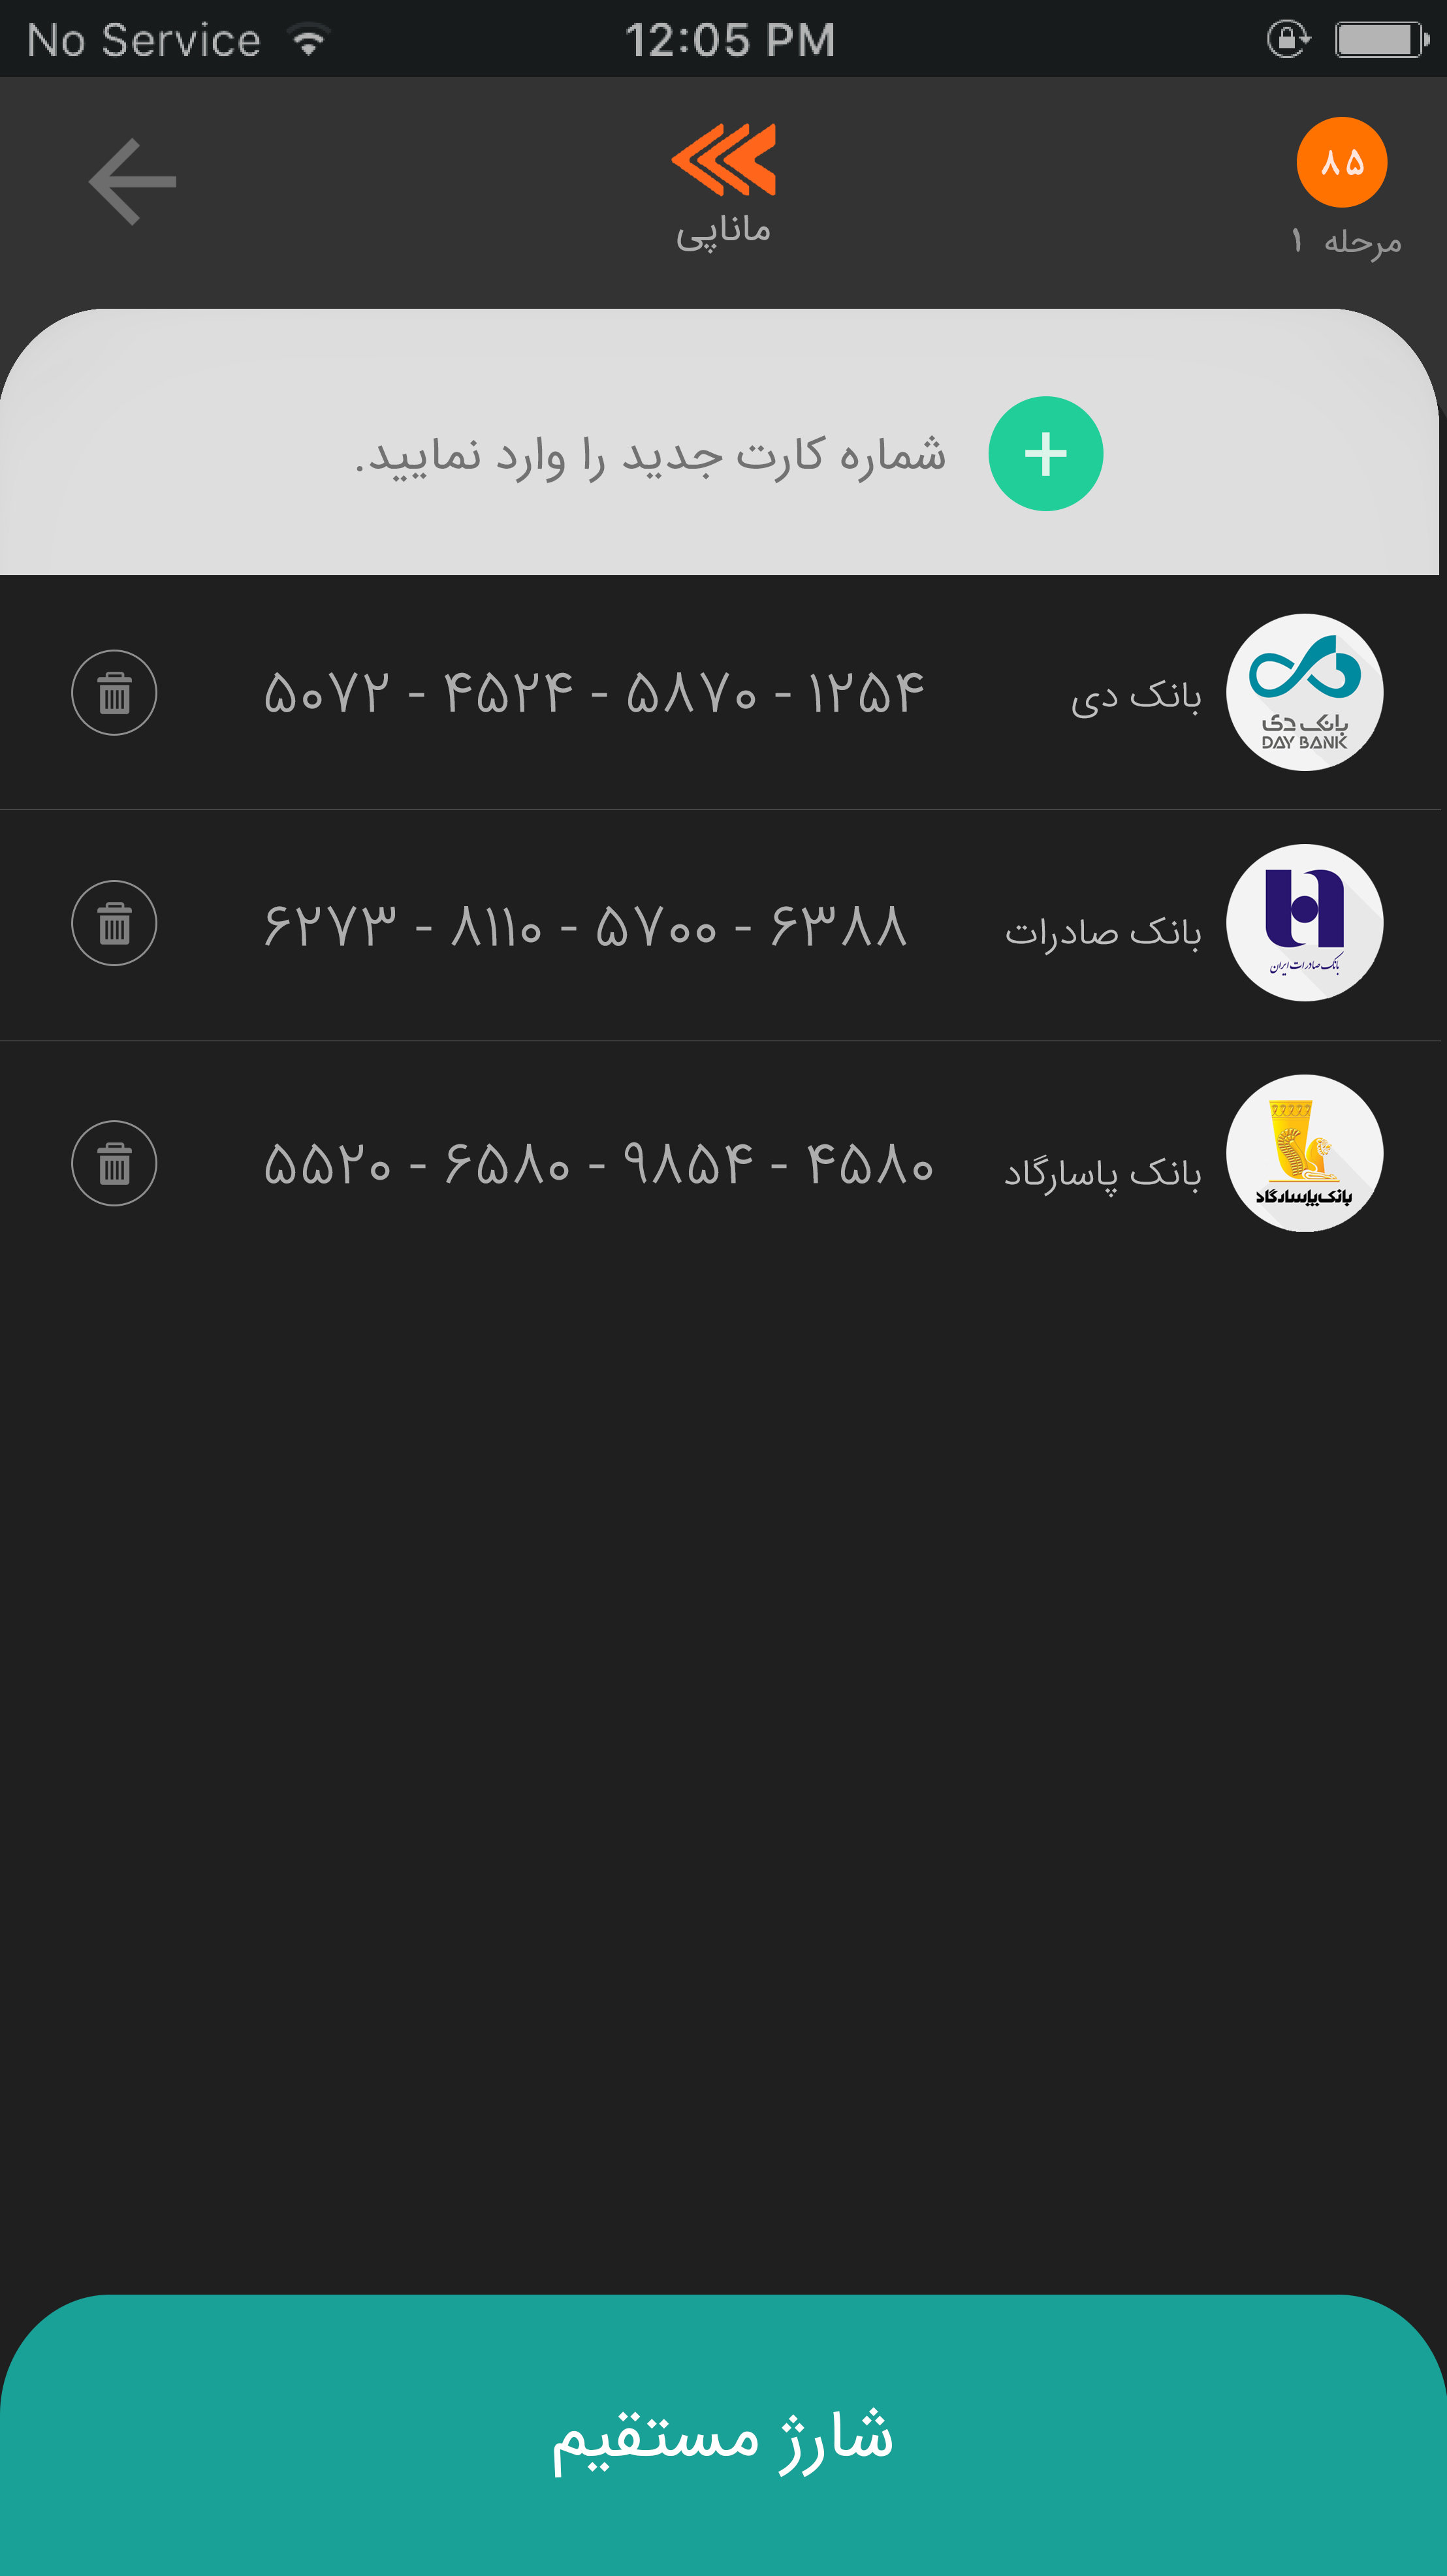 No Service 12:05 PM
۸۵
ماناپی
مرحله ۱
شماره کارت جدید را وارد نمایید.
بانک دی ۵۰۷۲ - ۴۵۲۴ - ۵۸۷۰ - ۱۲۵۴
بانک دی
DAY BANK
بانک صادرات ۶۲۷۳ - ۸۱۱۰ - ۵۷۰۰ - ۶۳۸۸
بانک صادرات ایران
بانک پاسارگاد ۵۵۲۰ - ۶۵۸۰ - ۹۸۵۴ - ۴۵۸۰
بانک پاسارگاد
شارژ مستقیم